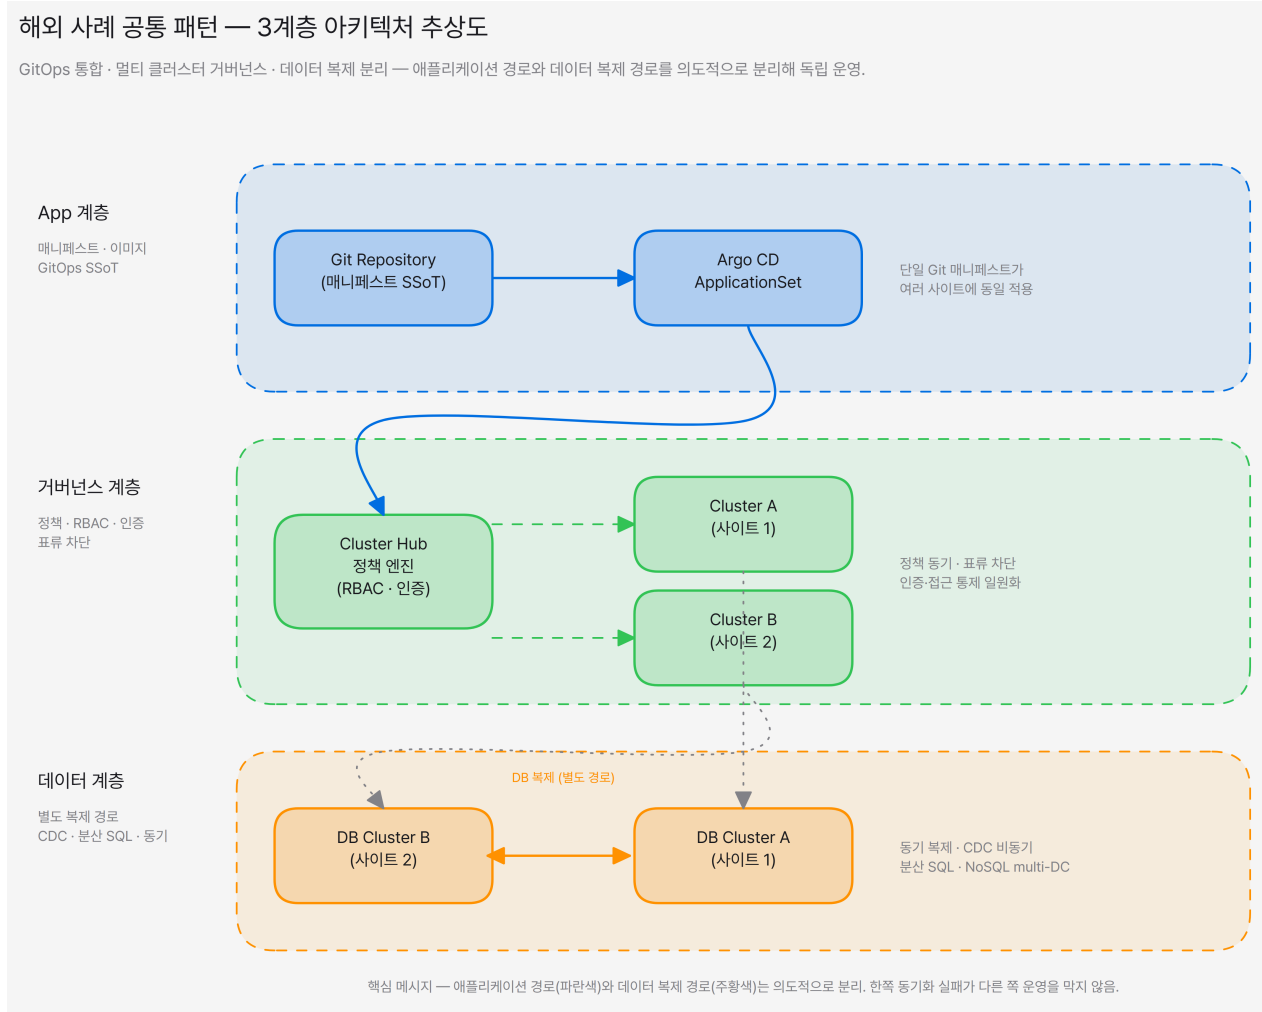 해외 사례 공통 패턴 — 3계층 아키텍처 추상도
GitOps 통합 · 멀티 클러스터 거버넌스 · 데이터 복제 분리 — 애플리케이션 경로와 데이터 복제 경로를 의도적으로 분리해 독립 운영.
App 계층
매니페스트 · 이미지
GitOps SSoT
Git Repository
(매니페스트 SSoT)
Argo CD
ApplicationSet
단일 Git 매니페스트가
여러 사이트에 동일 적용
거버넌스 계층
정책 · RBAC · 인증
표류 차단
Cluster Hub
정책 엔진
(RBAC · 인증)
Cluster A
(사이트 1)
Cluster B
(사이트 2)
정책 동기 · 표류 차단
인증·접근 통제 일원화
데이터 계층
별도 복제 경로
CDC · 분산 SQL · 동기
DB 복제 (별도 경로)
DB Cluster B
(사이트 2)
DB Cluster A
(사이트 1)
동기 복제 · CDC 비동기
분산 SQL · NoSQL multi-DC
핵심 메시지 — 애플리케이션 경로(파란색)와 데이터 복제 경로(주황색)는 의도적으로 분리. 한쪽 동기화 실패가 다른 쪽 운영을 막지 않음.